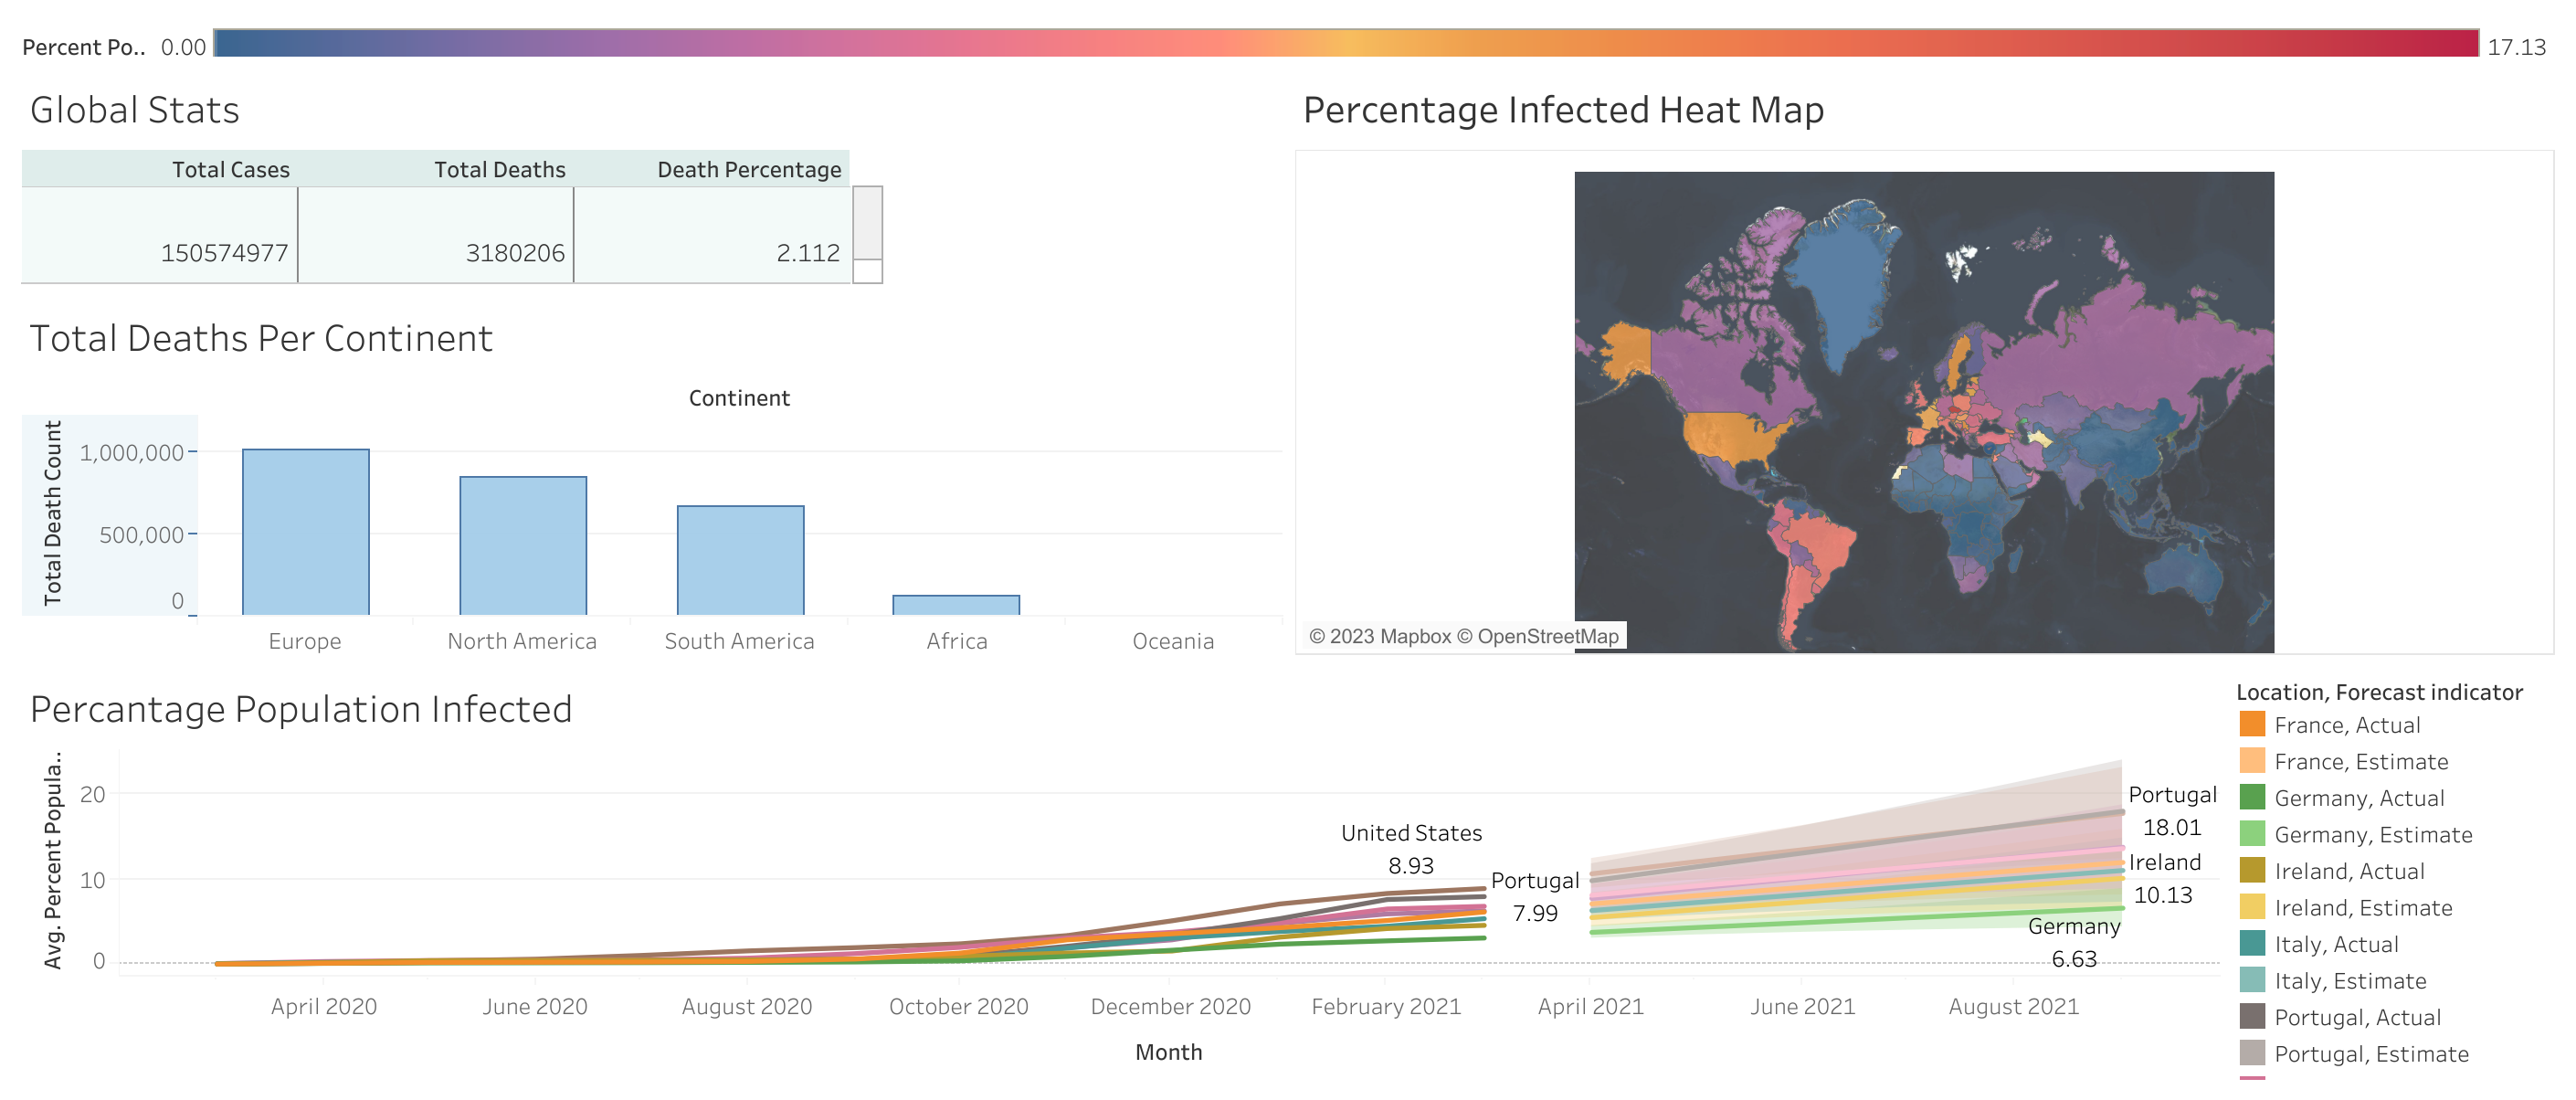 Percent Po.. 0.00 17.13
Global Stats
Total Cases Total Deaths Death Percentage
150574977 3180206 2.112
Total Deaths Per Continent
Continent
Total Death Count
1,000,000
500,000
0
Europe North America South America Africa Oceania
Percentage Infected Heat Map
© 2023 Mapbox © OpenStreetMap
Percantage Population Infected
Avg. Percent Popula..
20
10
0
United States
8.93
Portugal
7.99
Portugal
18.01
Ireland
10.13
Germany
6.63
April 2020 June 2020 August 2020 October 2020 December 2020 February 2021 April 2021 June 2021 August 2021
Month
Location, Forecast indicator
France, Actual
France, Estimate
Germany, Actual
Germany, Estimate
Ireland, Actual
Ireland, Estimate
Italy, Actual
Italy, Estimate
Portugal, Actual
Portugal, Estimate